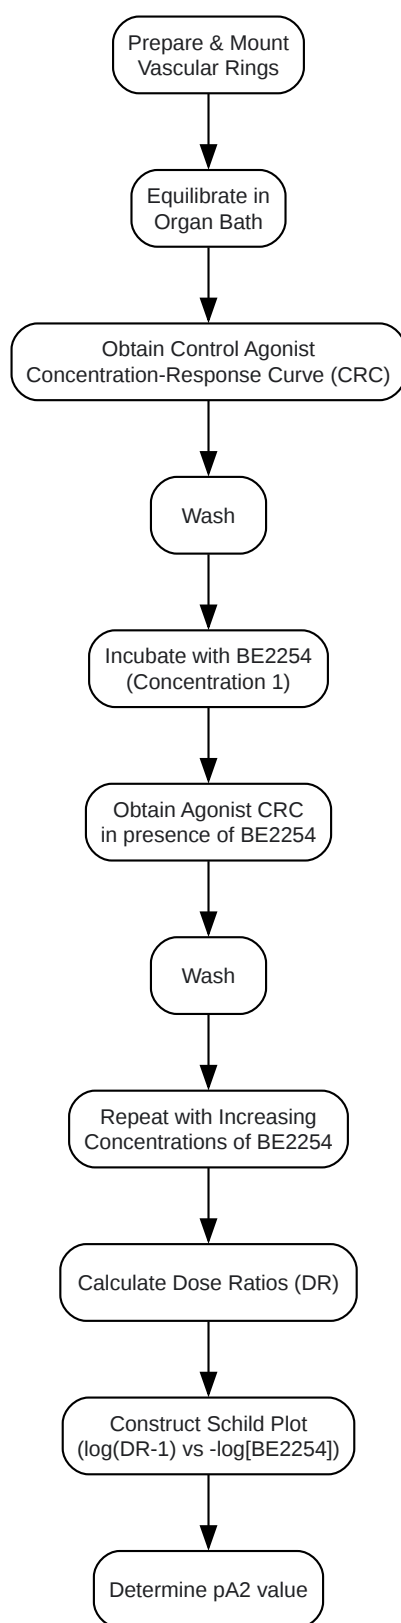 Prepare & Mount
Vascular Rings
Equilibrate in
Organ Bath
Obtain Control Agonist
Concentration-Response Curve (CRC)
Wash
Incubate with BE2254
(Concentration 1)
Obtain Agonist CRC
in presence of BE2254
Wash
Repeat with Increasing
Concentrations of BE2254
Calculate Dose Ratios (DR)
Construct Schild Plot
(log(DR-1) vs -log[BE2254])
Determine pA2 value